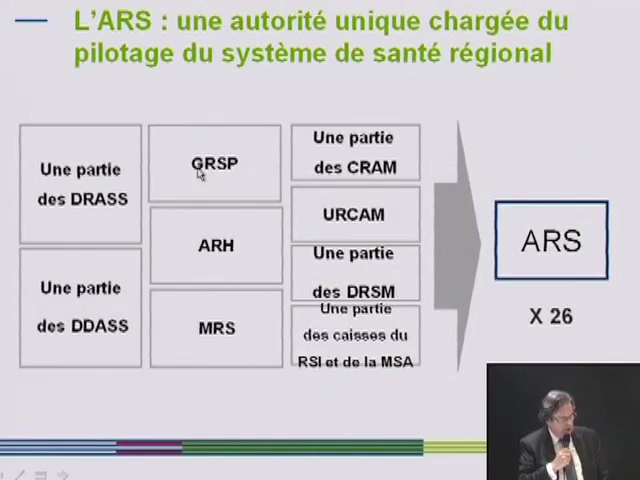 L'ARS : une autorité unique chargée du
pilotage du système de santé régional
Une partie
des DRASS
Une partie
des DDASS
GRSP
ARH
MRS
Une partie
des CRAM
URCAM
Une partie
des DRSM
Une partie
des caisses du
RSI et de la MSA
ARS
X 26